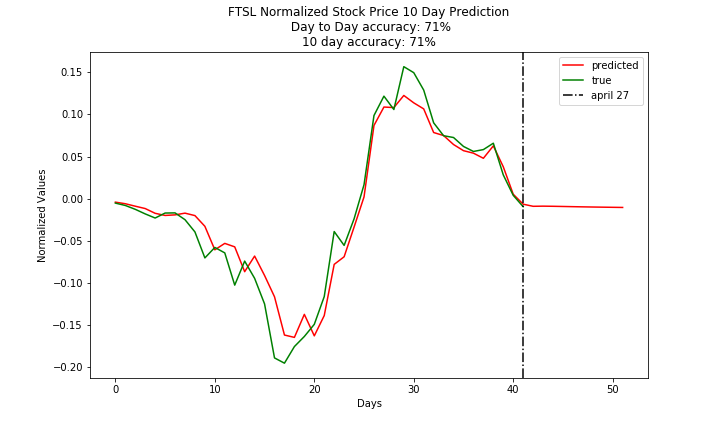 FTSL Normalized Stock Price 10 Day Prediction
Day to Day accuracy: 71%
10 day accuracy: 71%
predicted
true
april 27
0.15
0.10
0.05
0.00
−0.05
−0.10
−0.15
−0.20
Normalized Values
0 10 20 30 40 50
Days